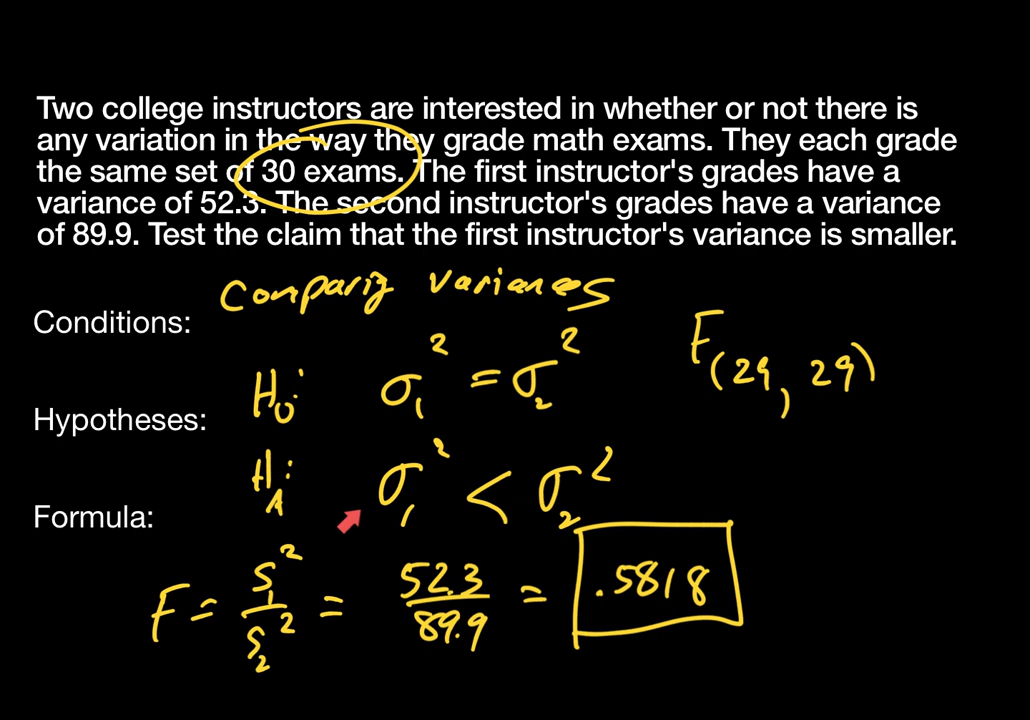 Two college instructors are interested in whether or not there is
any variation in the way they grade math exams. They each grade
the same set of 30 exams. The first instructor's grades have a
variance of 52.3. The second instructor's grades have a variance
of 89.9. Test the claim that the first instructor's variance is smaller.
Comparing variances
Conditions:
F(29, 29)
H₀: σ₁² = σ₂²
Hypotheses:
H_A: σ₁² < σ₂²
Formula:
F = s₁²/s₂² = 52.3/89.9 = .5818